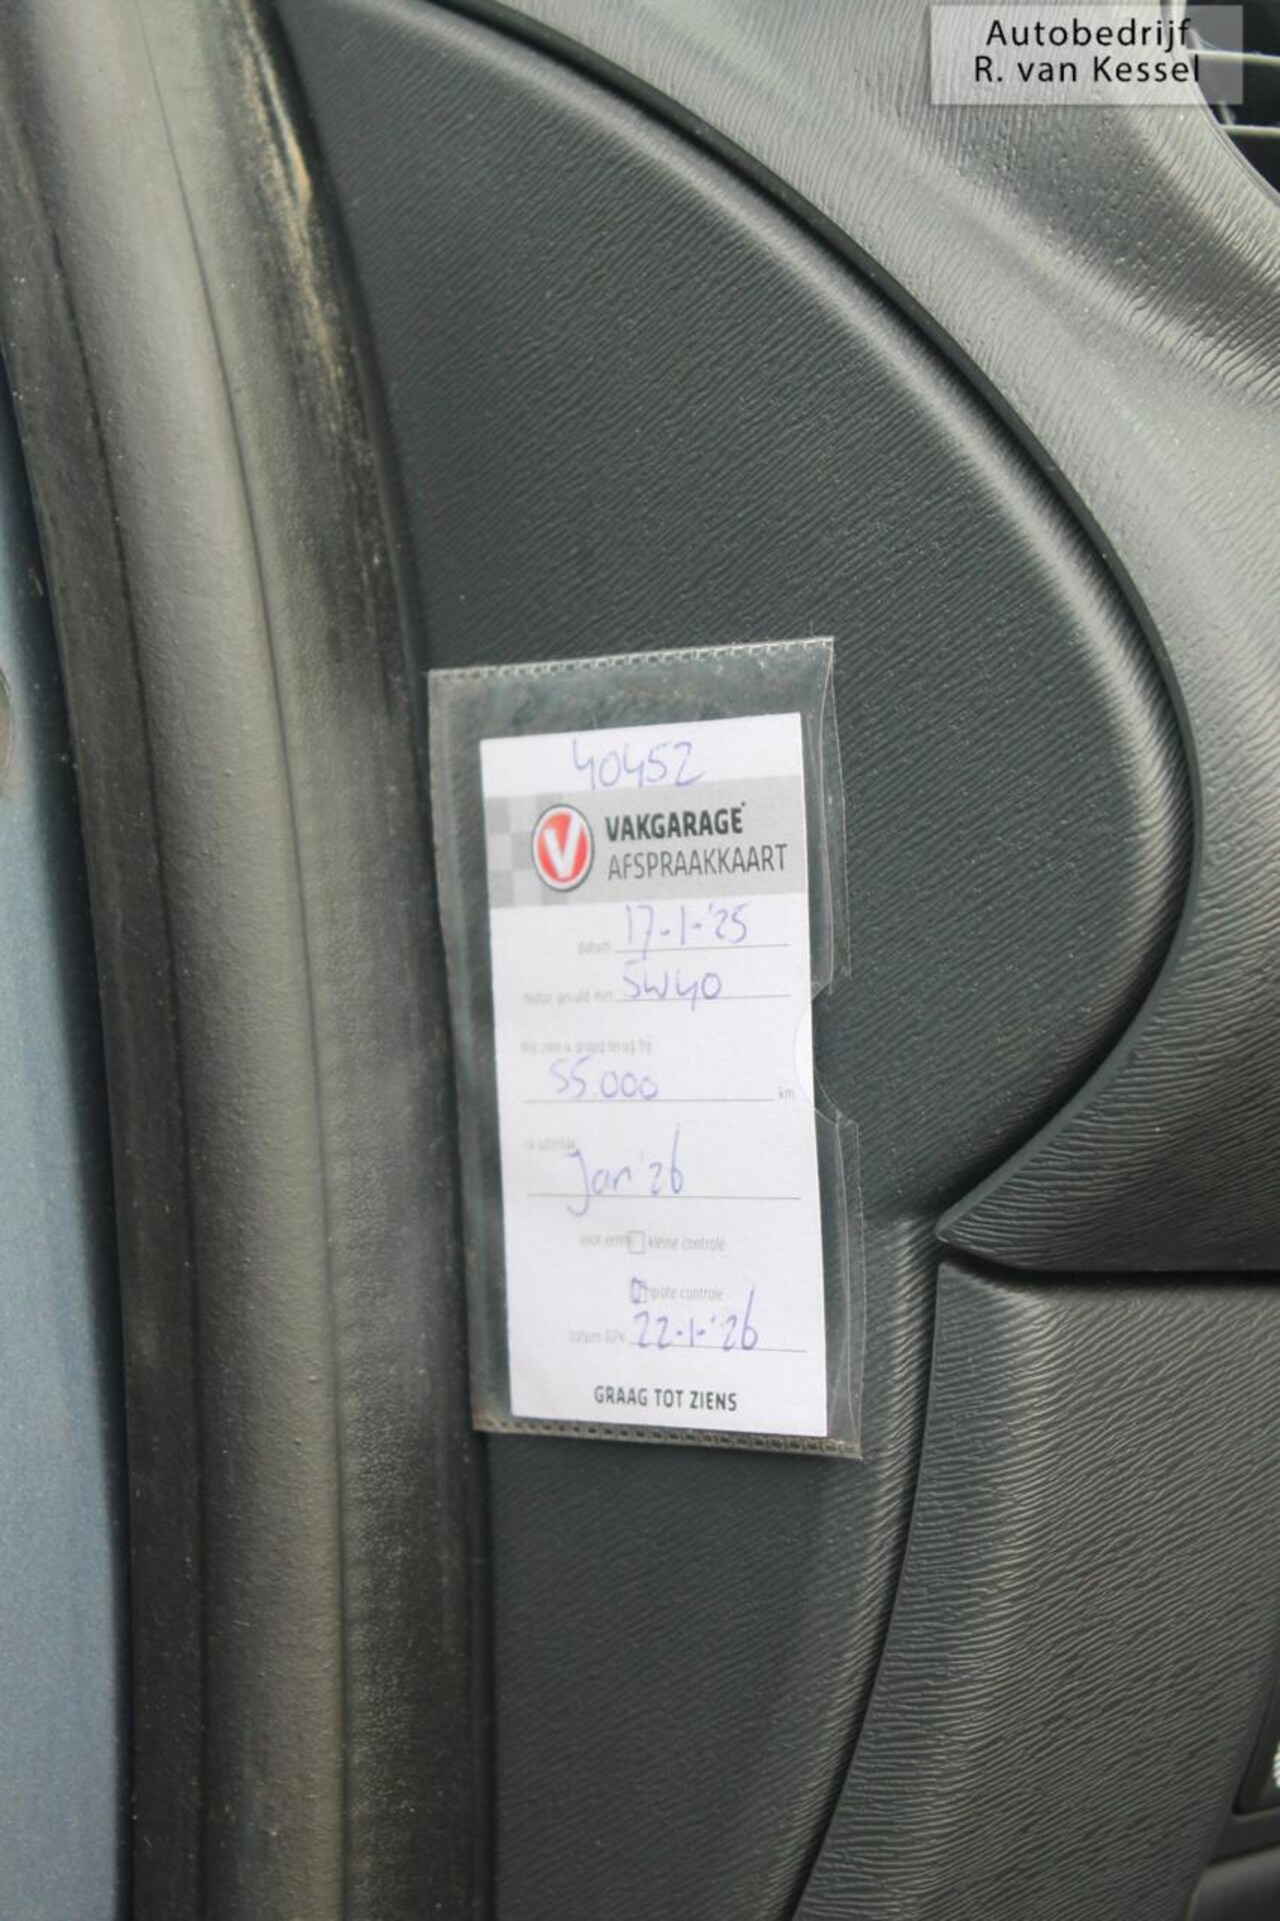 Autobedrijf
R. van Kessel
40452
VAKGARAGE
AFSPRAAKKAART
datum 17-1-'25
motor gevuld met 5W40
Wij zien u graag terug bij
55.000 km
Jan '26
voor een kleine controle
grote controle
datum APK 22-1-'26
GRAAG TOT ZIENS